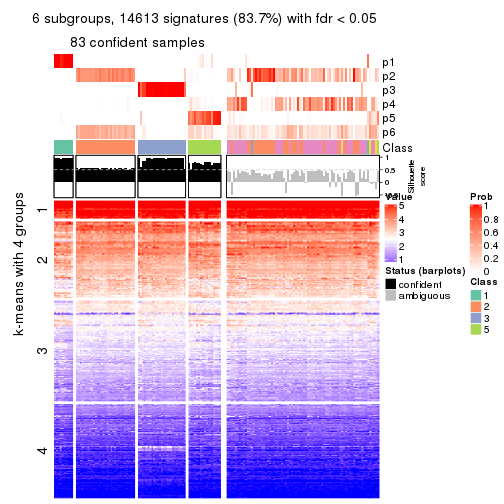 6 subgroups, 14613 signatures (83.7%) with fdr < 0.05
83 confident samples
p1
p2
p3
p4
p5
p6
Class
1
0.5
0
Silhouette
score
k-means with 4 groups
1
2
3
4
Value
5
4
3
2
1
Status (barplots)
confident
ambiguous
Prob
1
0.8
0.6
0.4
0.2
0
Class
1
2
3
5